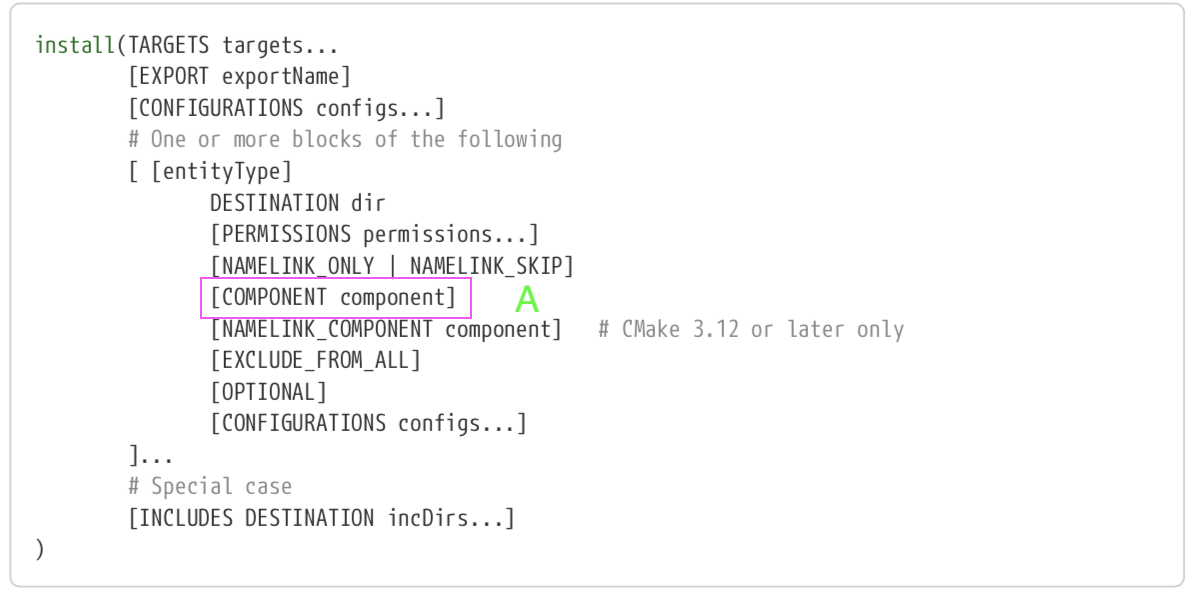 install(TARGETS targets...
[EXPORT exportName]
[CONFIGURATIONS configs...]
# One or more blocks of the following
[ [entityType]
DESTINATION dir
[PERMISSIONS permissions...]
[NAMELINK_ONLY | NAMELINK_SKIP]
[COMPONENT component] A
[NAMELINK_COMPONENT component] # CMake 3.12 or later only
[EXCLUDE_FROM_ALL]
[OPTIONAL]
[CONFIGURATIONS configs...]
]...
# Special case
[INCLUDES DESTINATION incDirs...]
)